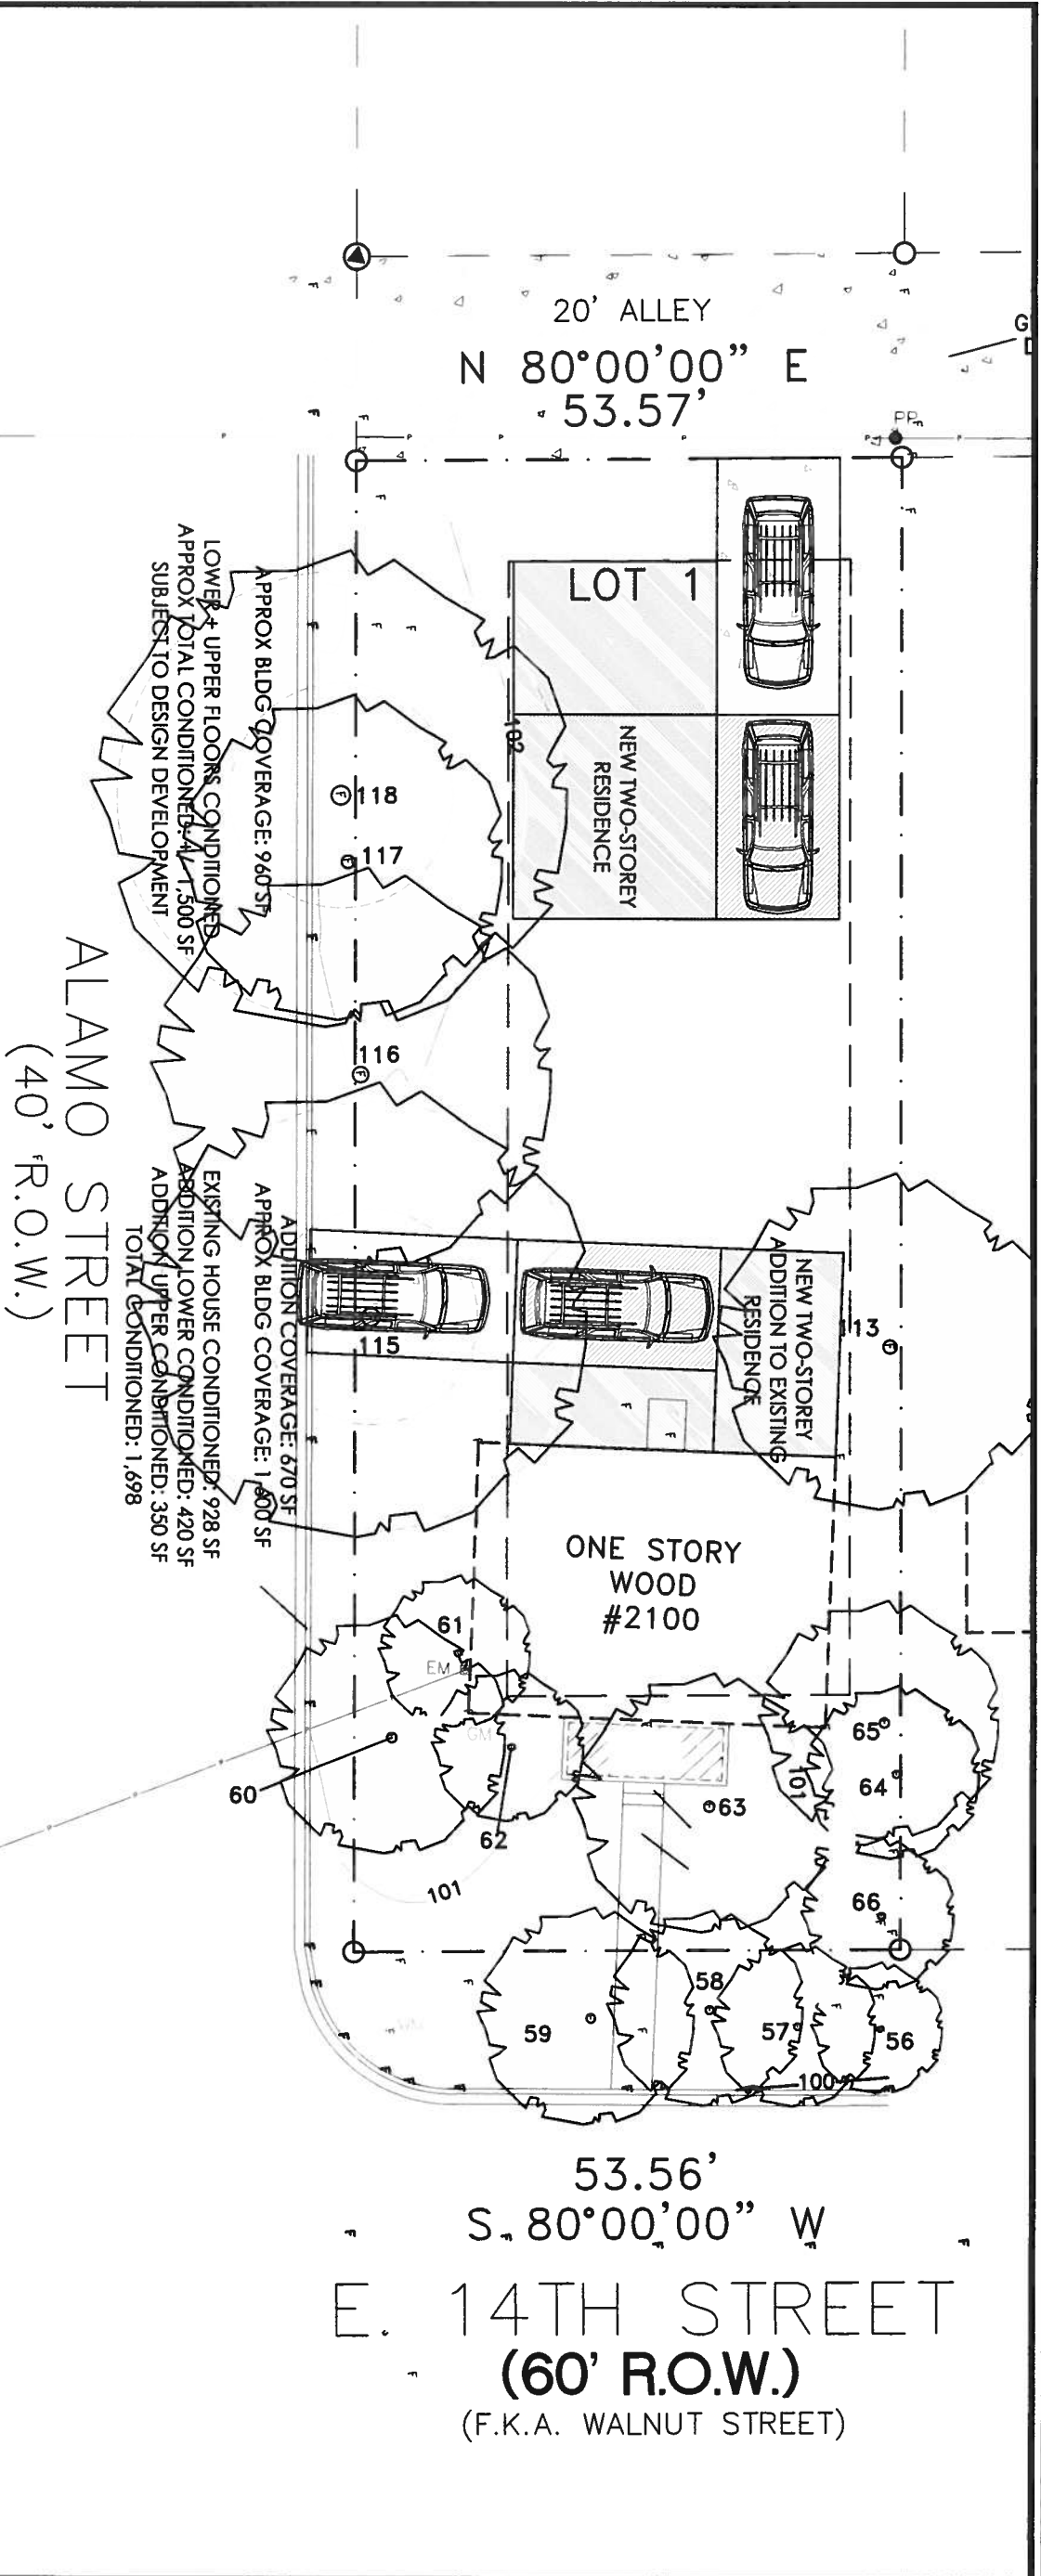 20' ALLEY
N 80°00'00" E
53.57'
PP
G
LOT 1
NEW TWO-STOREY
RESIDENCE
102
118
117
116
APPROX BLDG COVERAGE: 960 SF
LOWER + UPPER FLOORS CONDITIONED
APPROX TOTAL CONDITIONED: +/- 1,500 SF
SUBJECT TO DESIGN DEVELOPMENT
ALAMO STREET
(40' R.O.W.)
NEW TWO-STOREY
ADDITION TO EXISTING
RESIDENCE
113
115
ADDITION COVERAGE: 670 SF
APPROX BLDG COVERAGE: 1,600 SF
EXISTING HOUSE CONDITIONED: 928 SF
ADDITION LOWER CONDITIONED: 420 SF
ADDITION UPPER CONDITIONED: 350 SF
TOTAL CONDITIONED: 1,698
ONE STORY
WOOD
#2100
61
EM
GM
60
62
65
64
101
63
101
66
58
59
57
56
100
53.56'
S. 80°00'00" W
E. 14TH STREET
(60' R.O.W.)
(F.K.A. WALNUT STREET)